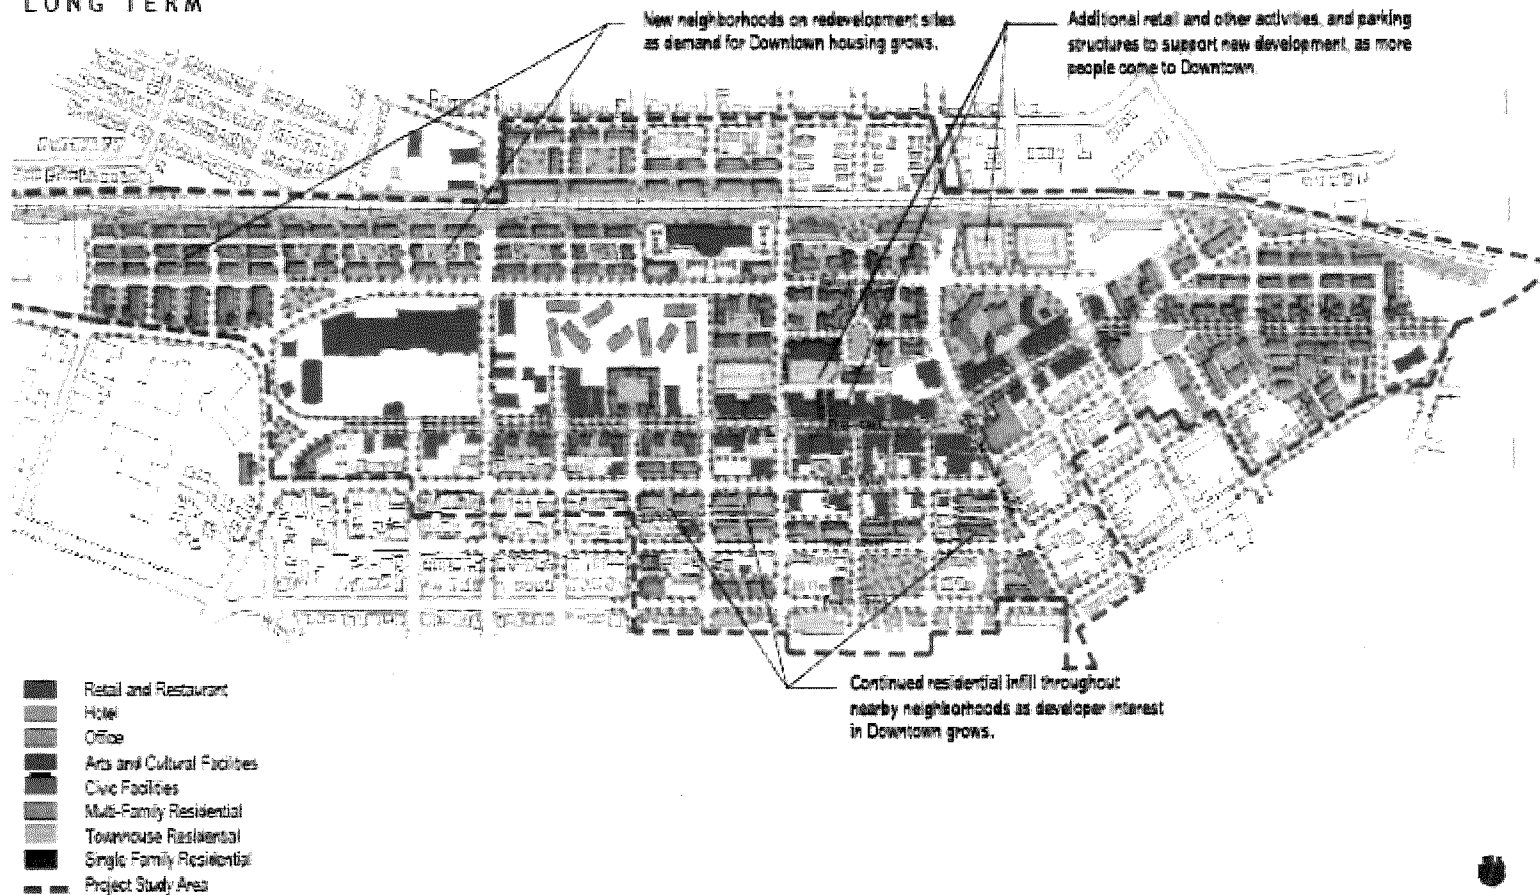 LONG TERM
New neighborhoods on redevelopment sites
as demand for Downtown housing grows.
Additional retail and other activities, and parking
structures to support new development, as more
people come to Downtown.
Continued residential infill throughout
nearby neighborhoods as developer interest
in Downtown grows.
Retail and Restaurant
Hotel
Office
Arts and Cultural Facilities
Civic Facilities
Multi-Family Residential
Townhouse Residential
Single Family Residential
Project Study Area